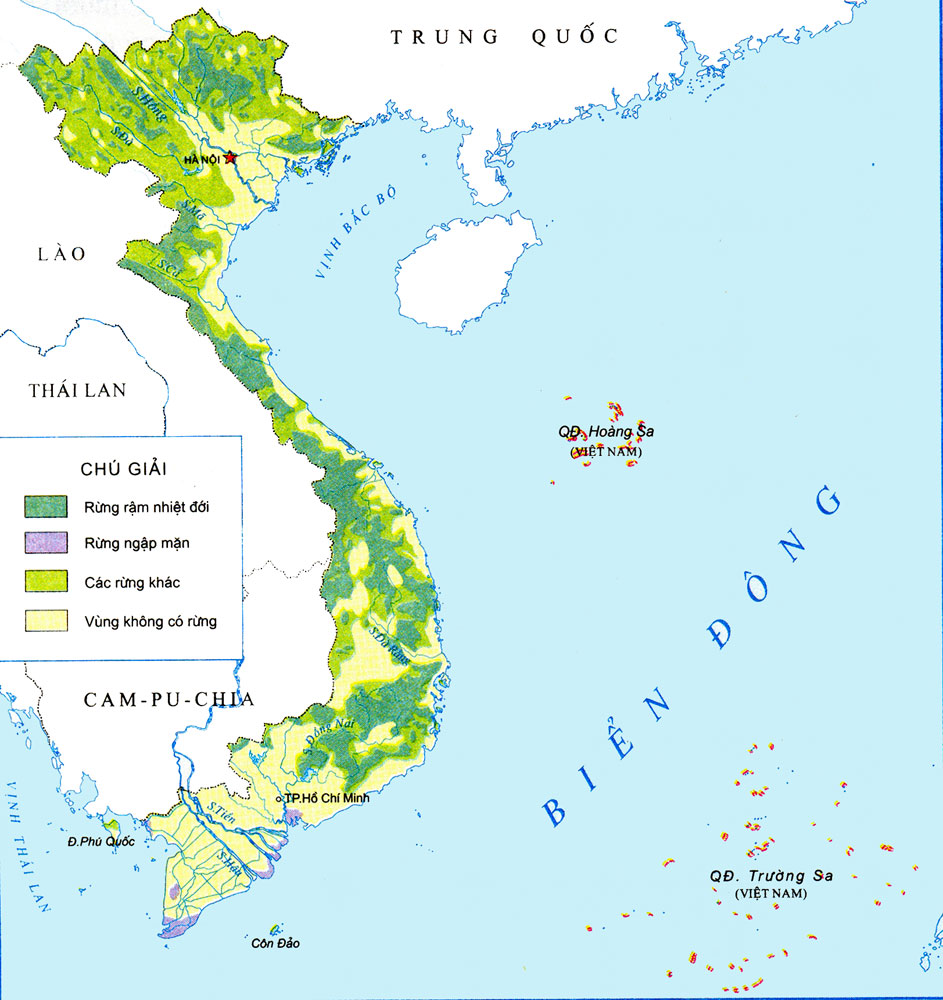 TRUNG QUỐC
S.Hồng
S.Đà
HÀ NỘI
S.Mã
VỊNH BẮC BỘ
LÀO
S.Cả
THÁI LAN
QĐ. Hoàng Sa
(VIỆT NAM)
CHÚ GIẢI
Rừng rậm nhiệt đới
Rừng ngập mặn
Các rừng khác
Vùng không có rừng
BIỂN ĐÔNG
S.Đà Rằng
CAM-PU-CHIA
S.Đồng Nai
TP.Hồ Chí Minh
S.Tiền
S.Hậu
Đ.Phú Quốc
VỊNH THÁI LAN
QĐ. Trường Sa
(VIỆT NAM)
Côn Đảo